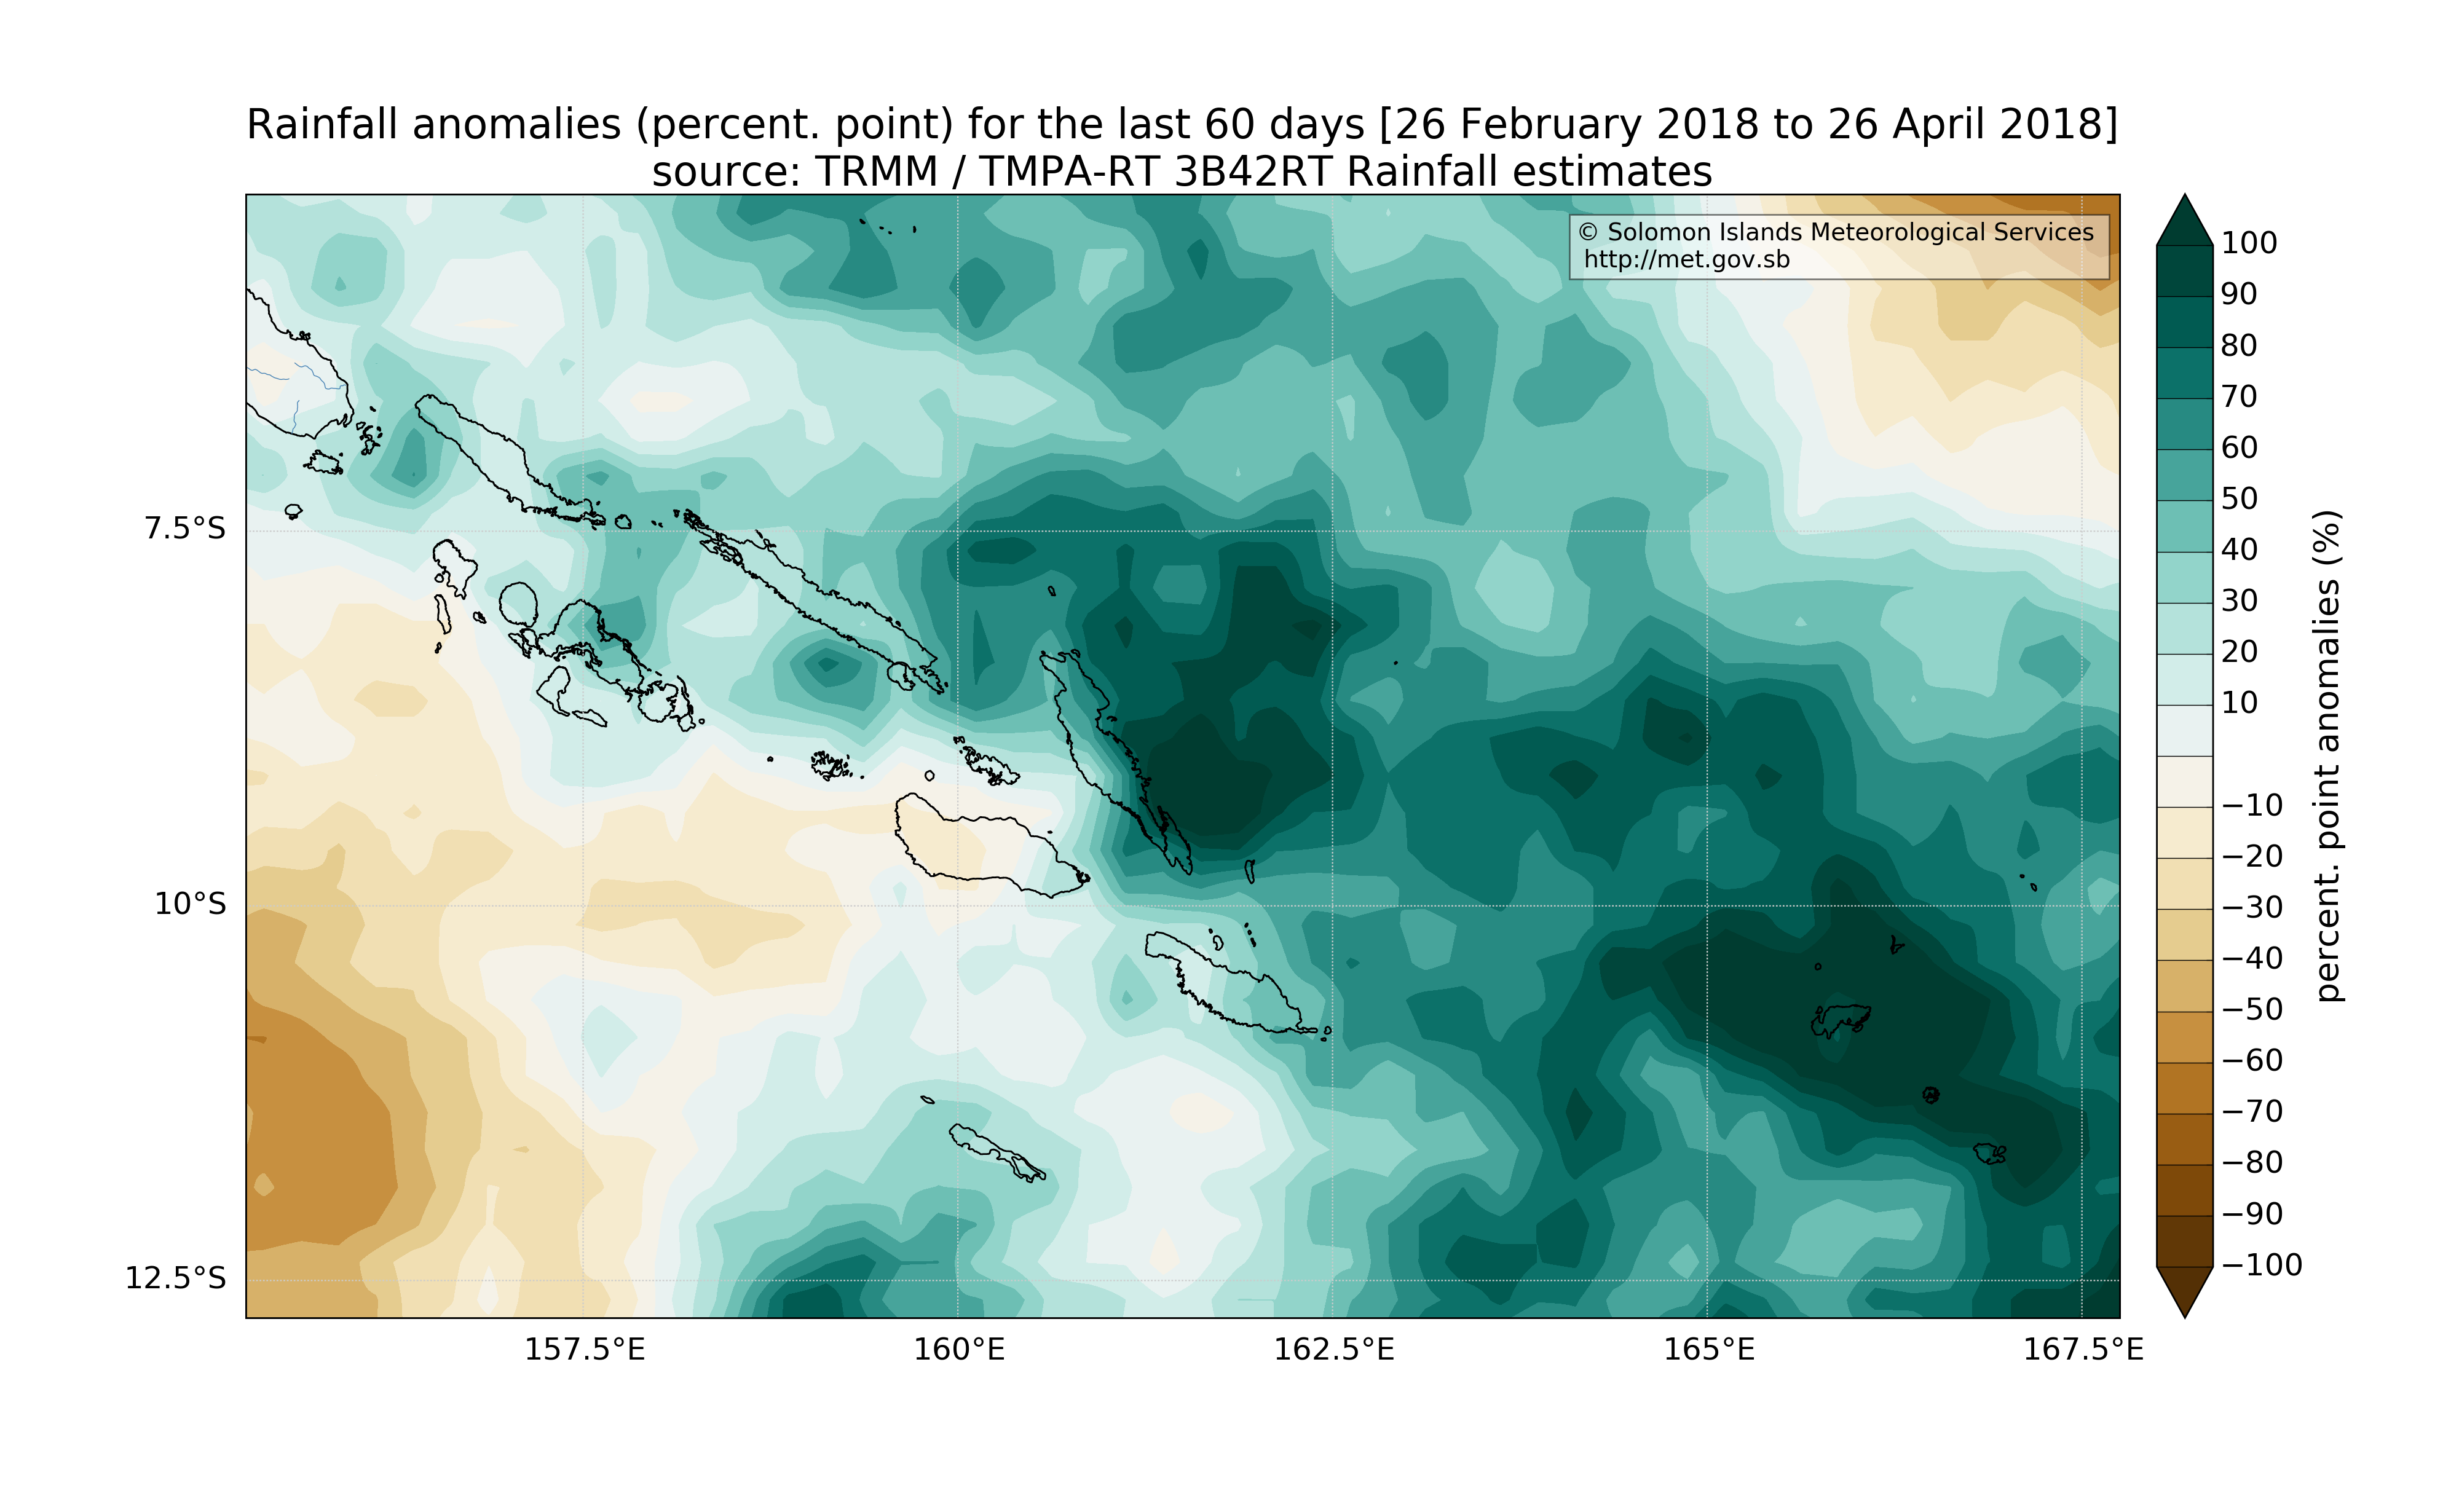 Rainfall anomalies (percent. point) for the last 60 days [26 February 2018 to 26 April 2018]
source: TRMM / TMPA-RT 3B42RT Rainfall estimates
© Solomon Islands Meteorological Services
http://met.gov.sb
7.5°S
10°S
12.5°S
157.5°E
160°E
162.5°E
165°E
167.5°E
100
90
80
70
60
50
40
30
20
10
−10
−20
−30
−40
−50
−60
−70
−80
−90
−100
percent. point anomalies (%)